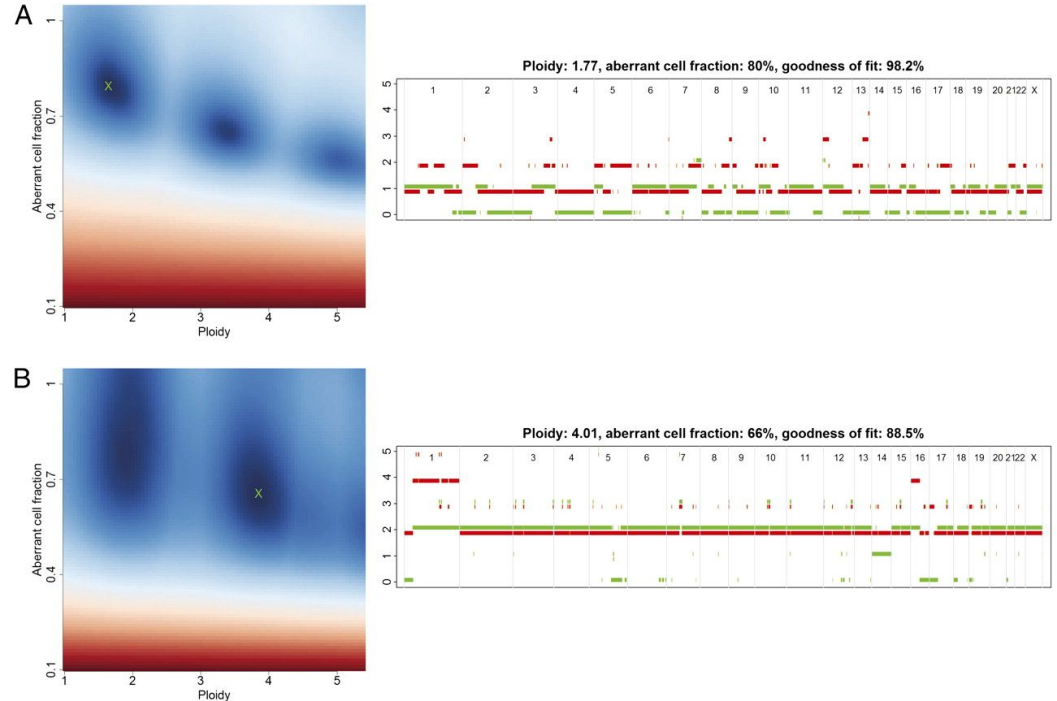 A
1
0.7
0.4
0.1
Aberrant cell fraction
X
1 2 3 4 5
Ploidy
Ploidy: 1.77, aberrant cell fraction: 80%, goodness of fit: 98.2%
5
4
3
2
1
0
1 2 3 4 5 6 7 8 9 10 11 12 13 14 15 16 17 18 19 20 2122 X
B
1
0.7
0.4
0.1
Aberrant cell fraction
X
1 2 3 4 5
Ploidy
Ploidy: 4.01, aberrant cell fraction: 66%, goodness of fit: 88.5%
5
4
3
2
1
0
1 2 3 4 5 6 7 8 9 10 11 12 13 14 15 16 17 18 19 20 2122 X